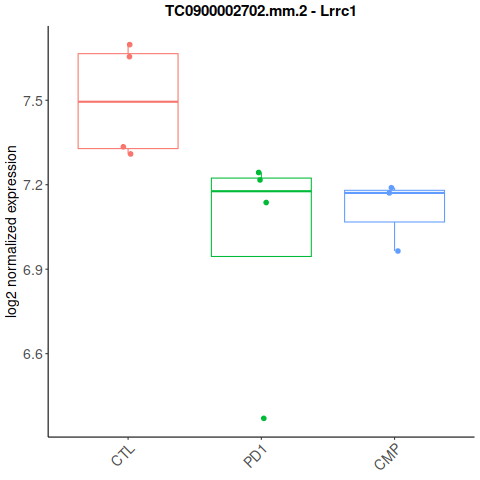 TC0900002702.mm.2 - Lrrc1
log2 normalized expression
7.5
7.2
6.9
6.6
CTL
PD1
CMP